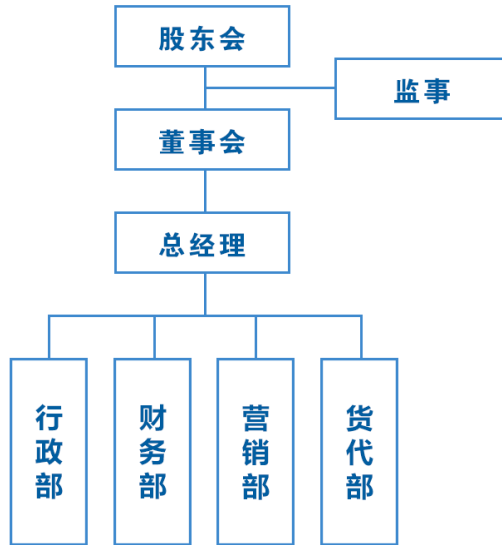 股东会
监事
董事会
总经理
行政部
财务部
营销部
货代部